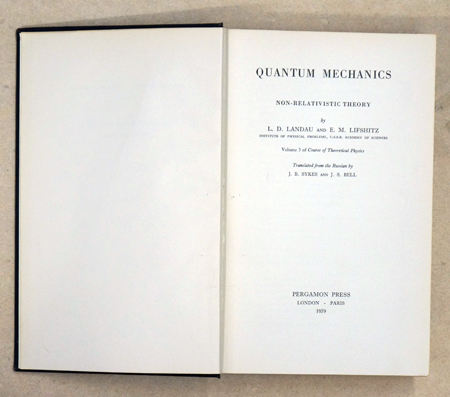 QUANTUM MECHANICS
NON-RELATIVISTIC THEORY
by
L. D. LANDAU AND E. M. LIFSHITZ
INSTITUTE OF PHYSICAL PROBLEMS, U.S.S.R. ACADEMY OF SCIENCES
Volume 3 of Course of Theoretical Physics
Translated from the Russian by
J. B. SYKES AND J. S. BELL
PERGAMON PRESS
LONDON - PARIS
1959